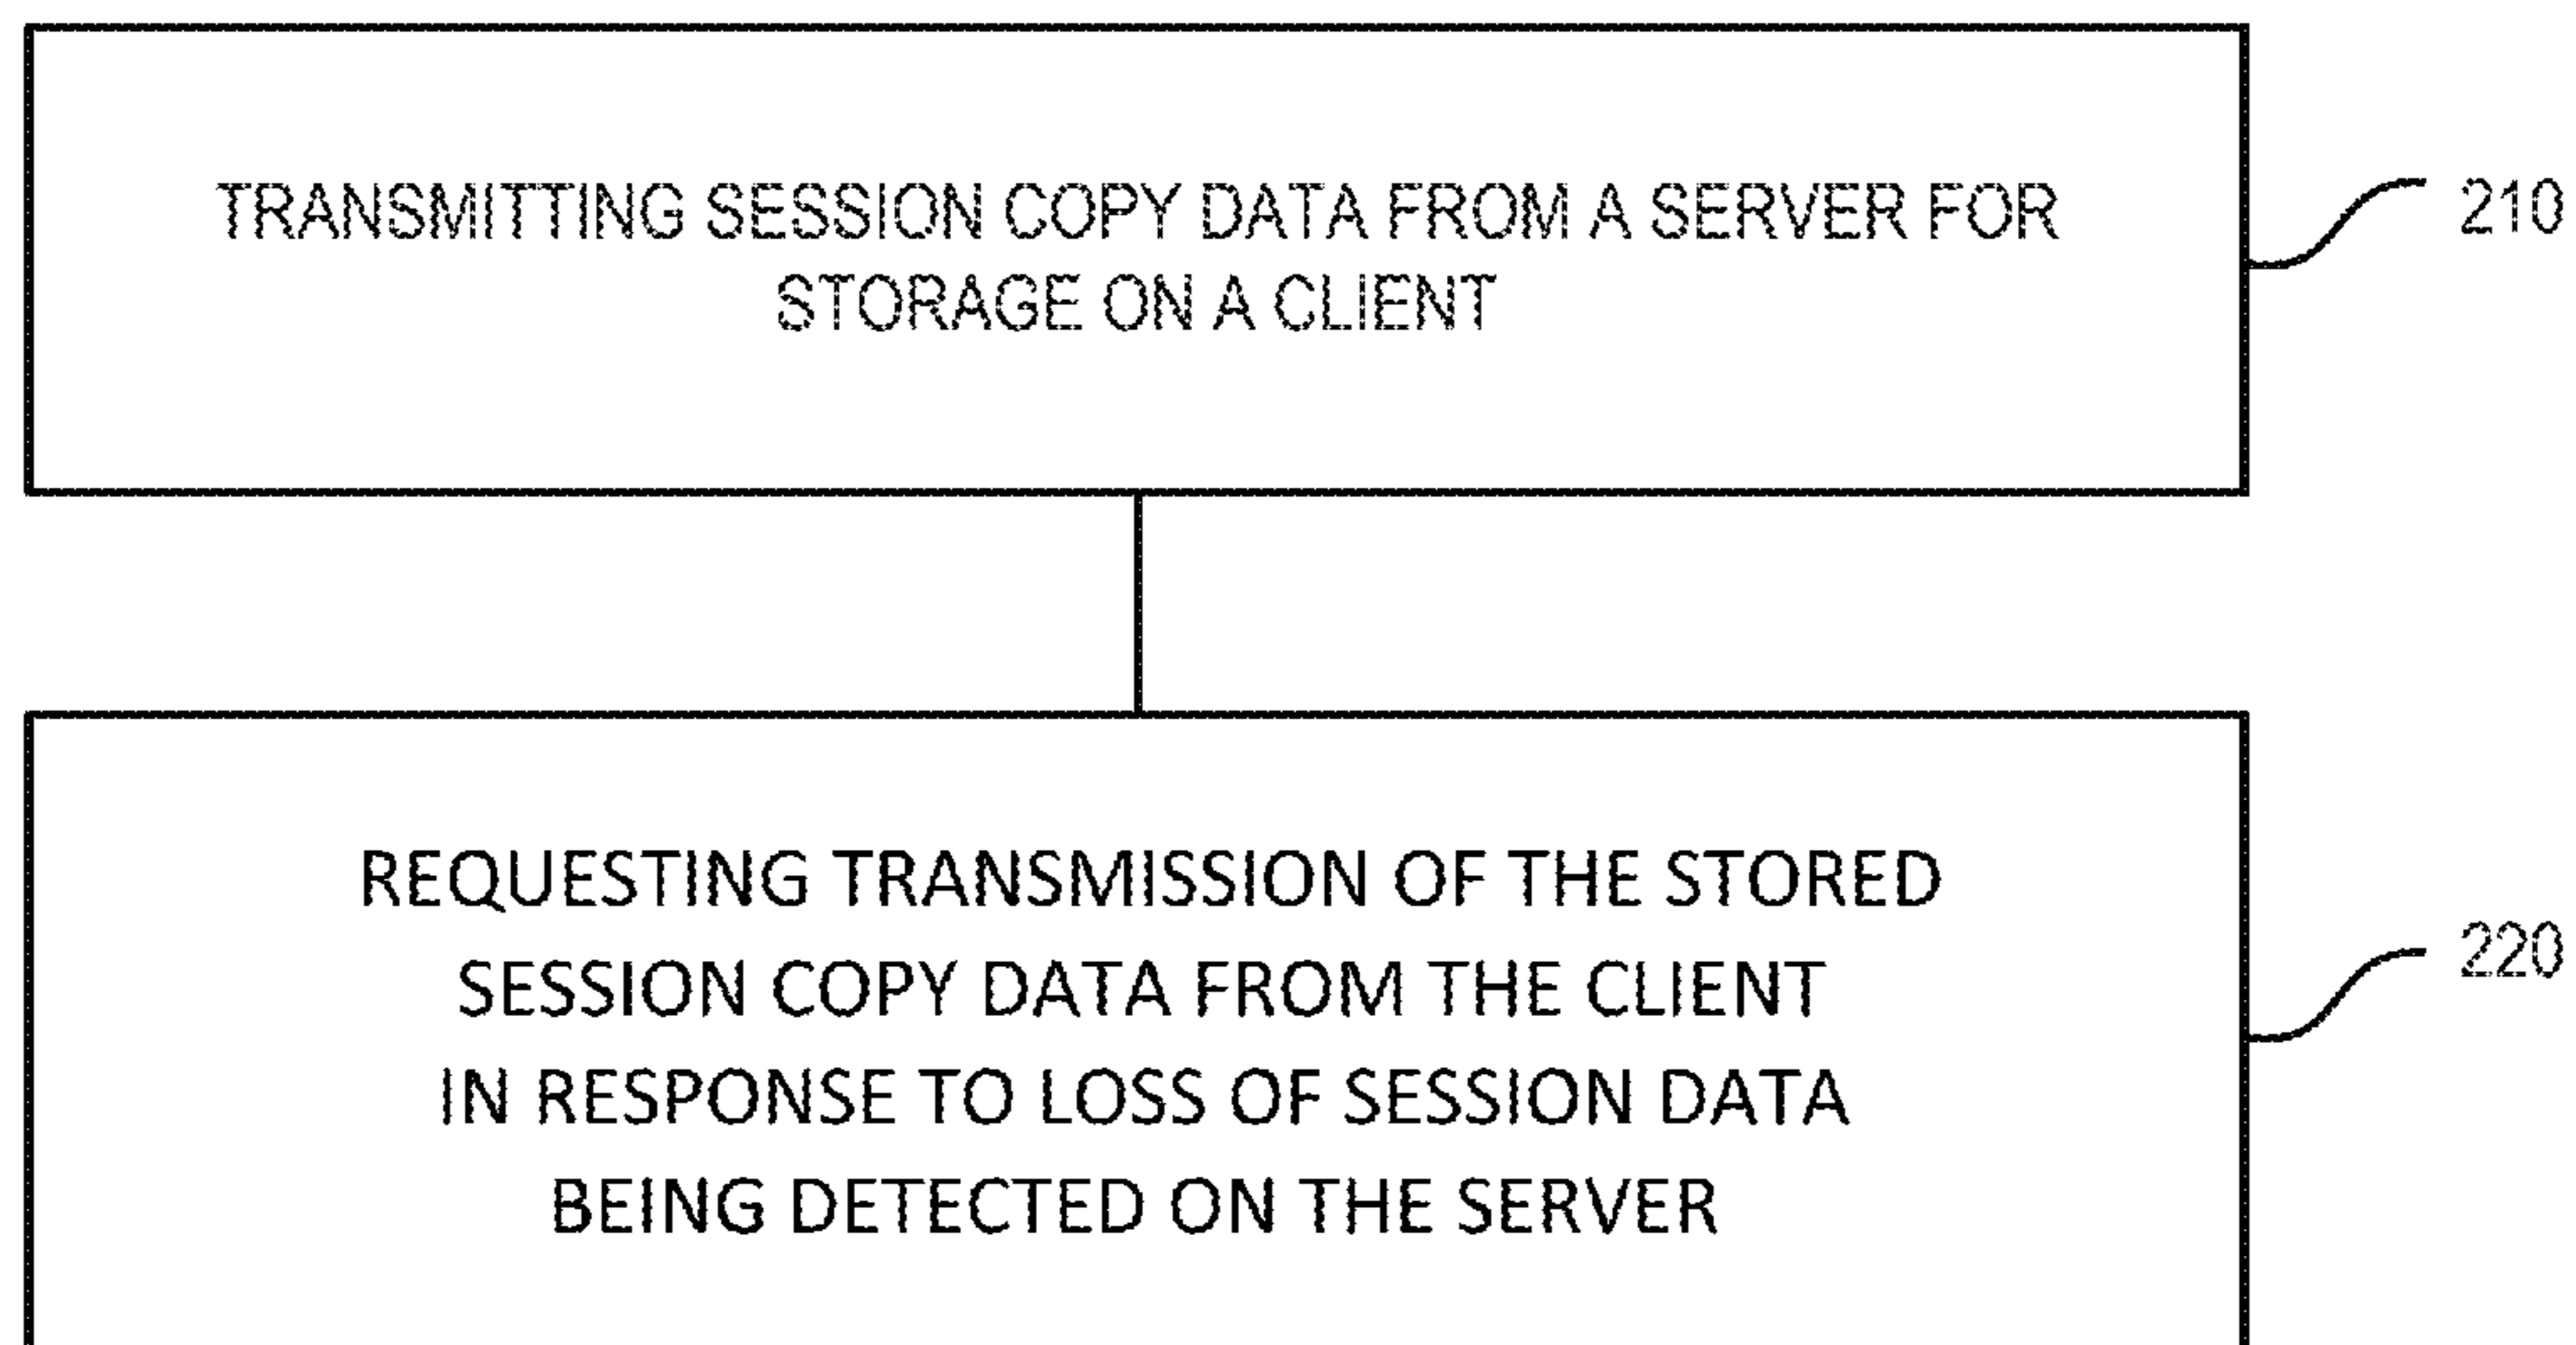 TRANSMITTING SESSION COPY DATA FROM A SERVER FOR
STORAGE ON A CLIENT
210
REQUESTING TRANSMISSION OF THE STORED
SESSION COPY DATA FROM THE CLIENT
IN RESPONSE TO LOSS OF SESSION DATA
BEING DETECTED ON THE SERVER
220